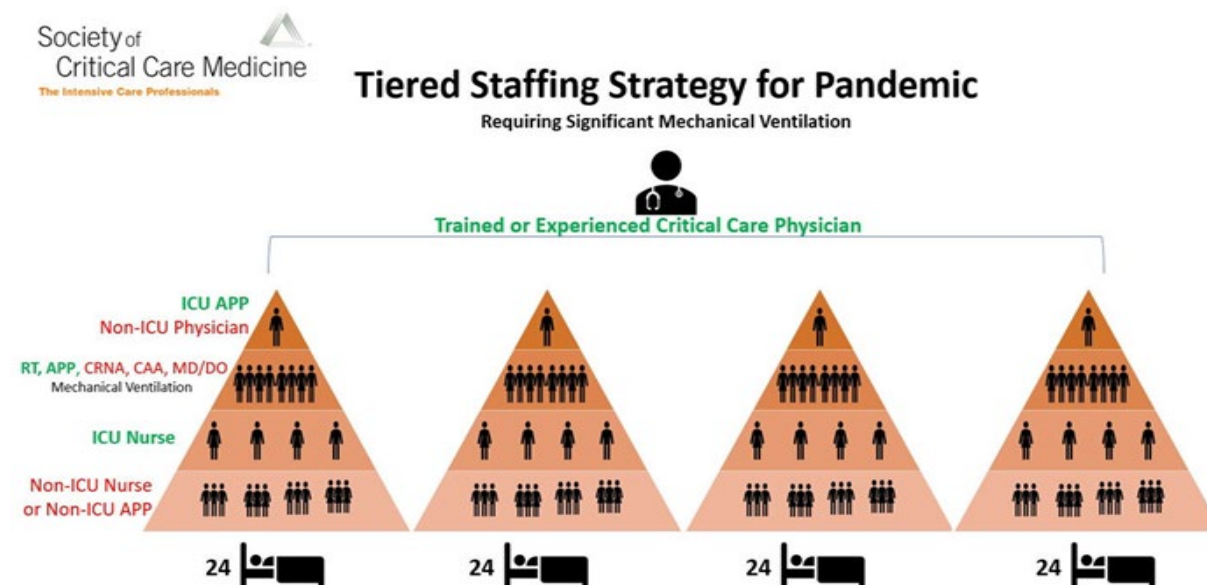 Society of
Critical Care Medicine
The Intensive Care Professionals
Tiered Staffing Strategy for Pandemic
Requiring Significant Mechanical Ventilation
Trained or Experienced Critical Care Physician
ICU APP
Non-ICU Physician
RT, APP, CRNA, CAA, MD/DO
Mechanical Ventilation
ICU Nurse
Non-ICU Nurse
or Non-ICU APP
24 24 24 24